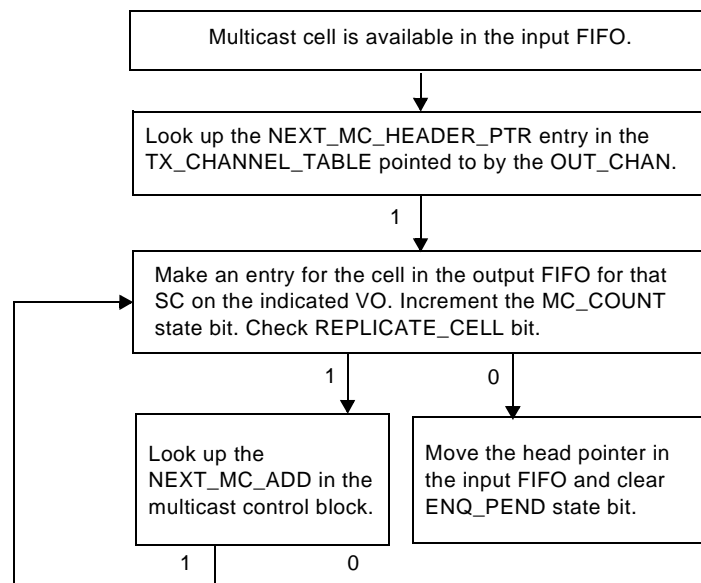 Multicast cell is available in the input FIFO.
Look up the NEXT_MC_HEADER_PTR entry in the
TX_CHANNEL_TABLE pointed to by the OUT_CHAN.
1
Make an entry for the cell in the output FIFO for that
SC on the indicated VO. Increment the MC_COUNT
state bit. Check REPLICATE_CELL bit.
1
0
Look up the
NEXT_MC_ADD in the
multicast control block.
Move the head pointer in
the input FIFO and clear
ENQ_PEND state bit.
1
0